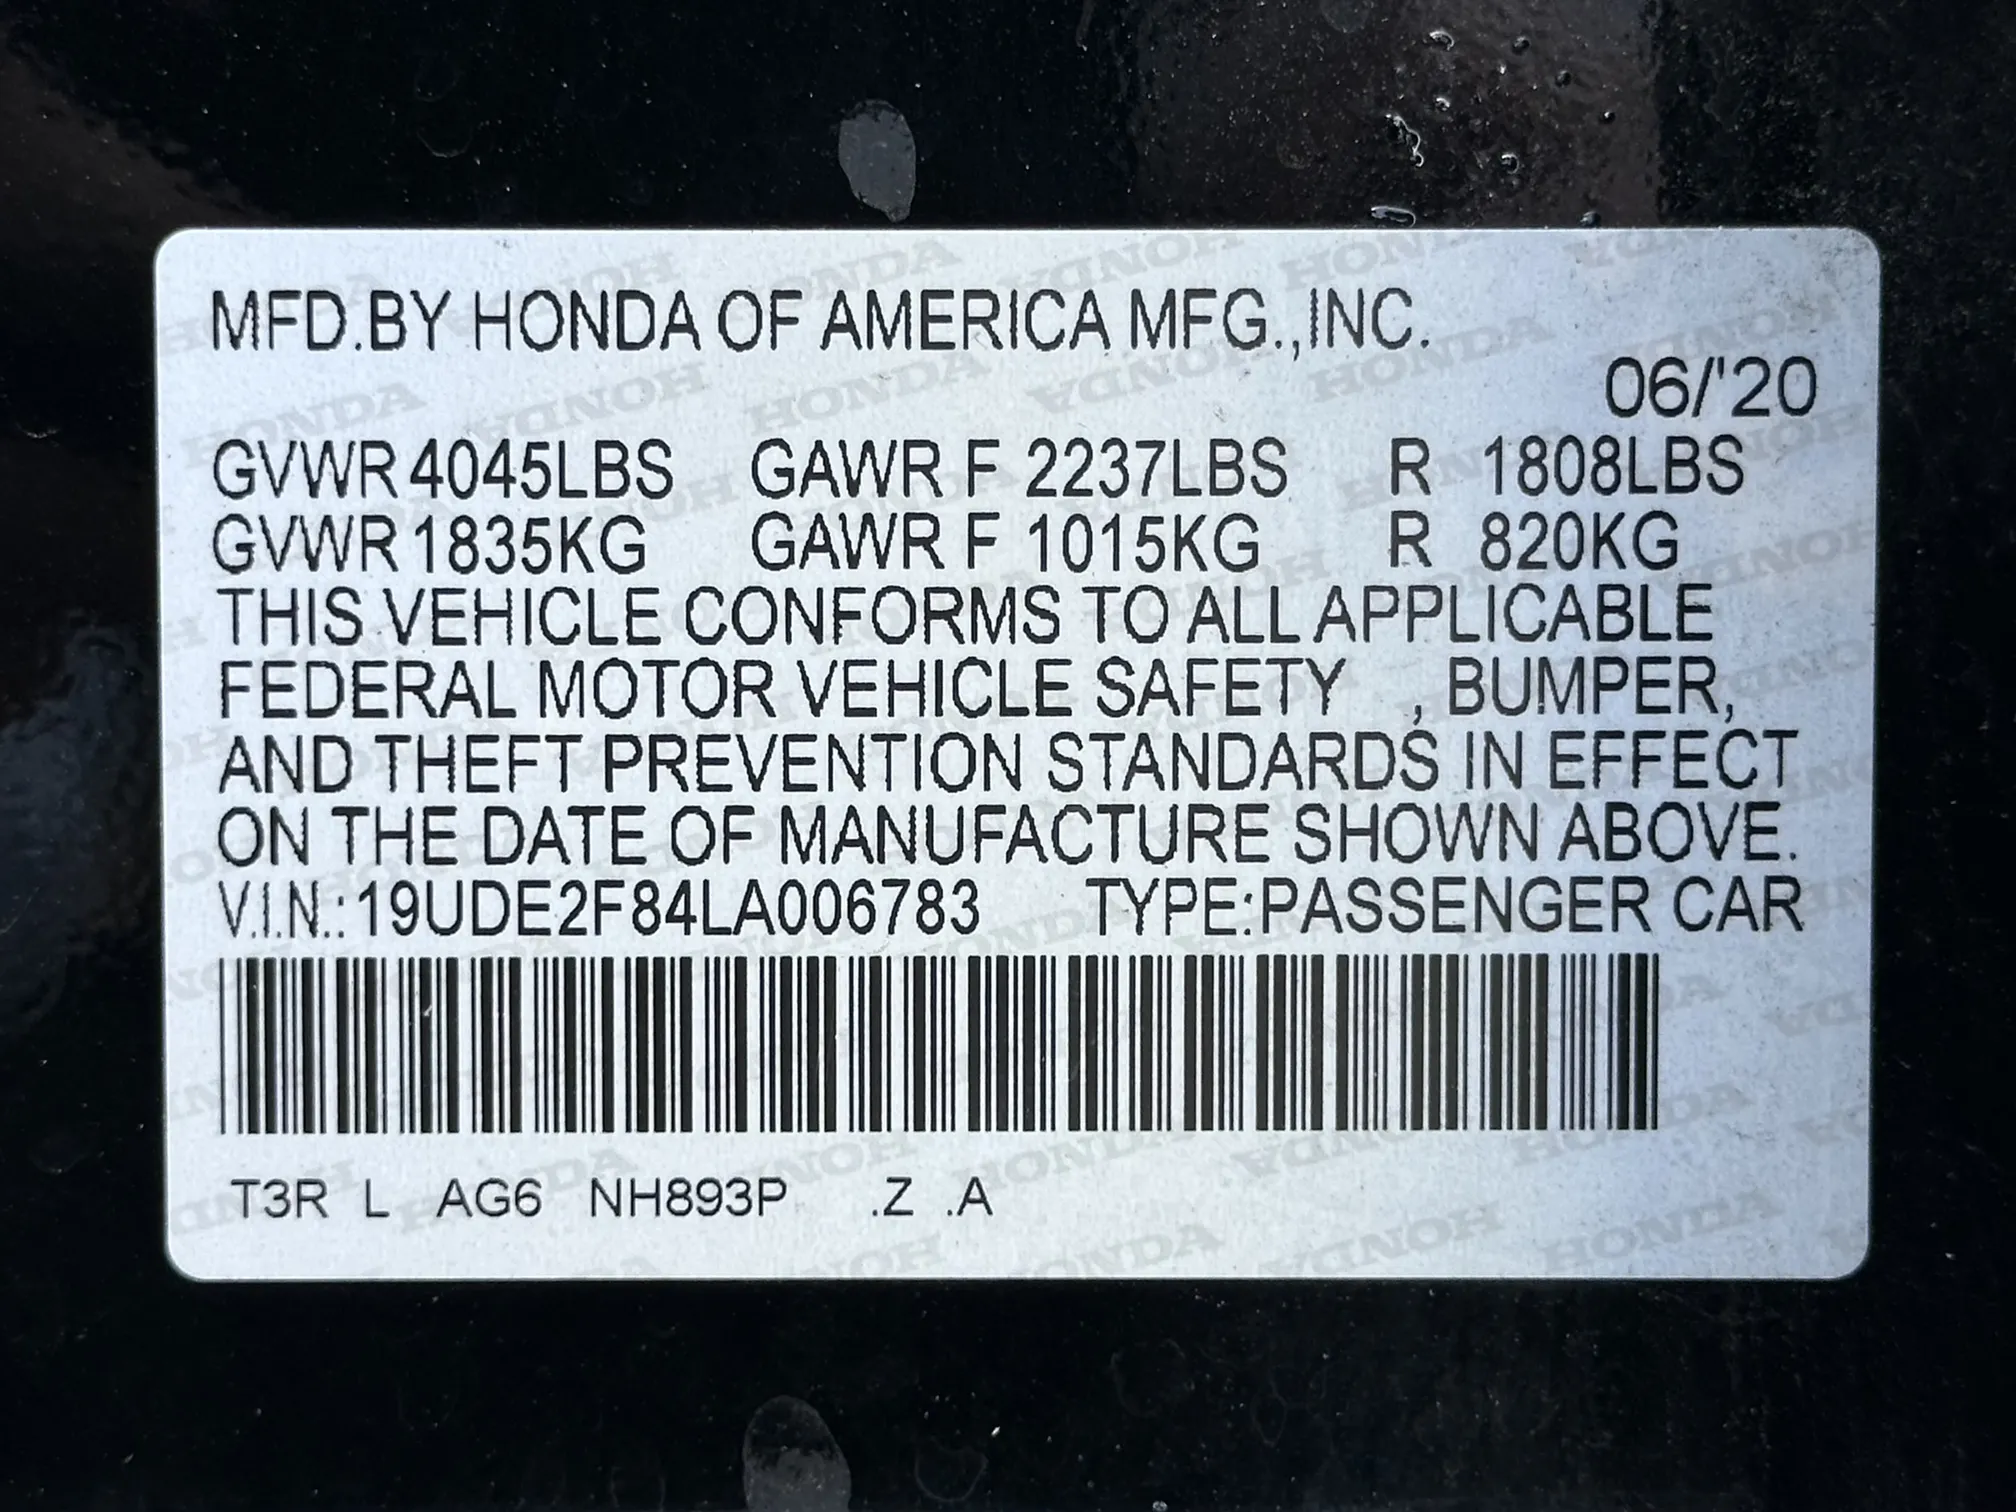 MFD.BY HONDA OF AMERICA MFG.,INC.
06/'20
GVWR 4045LBS GAWR F 2237LBS R 1808LBS
GVWR 1835KG GAWR F 1015KG R 820KG
THIS VEHICLE CONFORMS TO ALL APPLICABLE
FEDERAL MOTOR VEHICLE SAFETY , BUMPER,
AND THEFT PREVENTION STANDARDS IN EFFECT
ON THE DATE OF MANUFACTURE SHOWN ABOVE.
V.I.N.: 19UDE2F84LA006783 TYPE:PASSENGER CAR
T3R L AG6 NH893P .Z .A